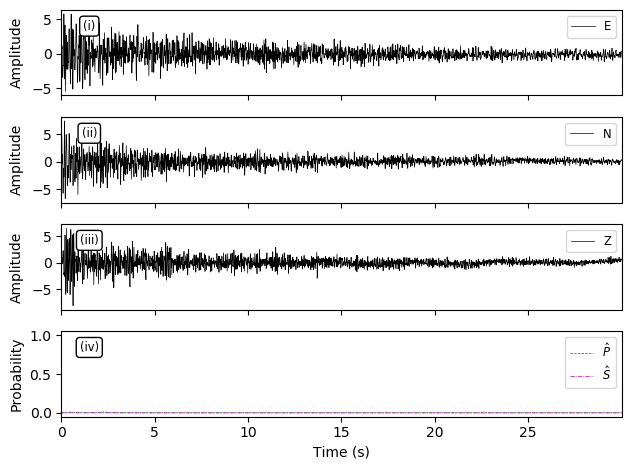 Amplitude
5
0
−5
(i)
E
Amplitude
5
0
−5
(ii)
N
Amplitude
5
0
−5
(iii)
Z
Probability
1.0
0.5
0.0
(iv)
P̂
Ŝ
0 5 10 15 20 25
Time (s)